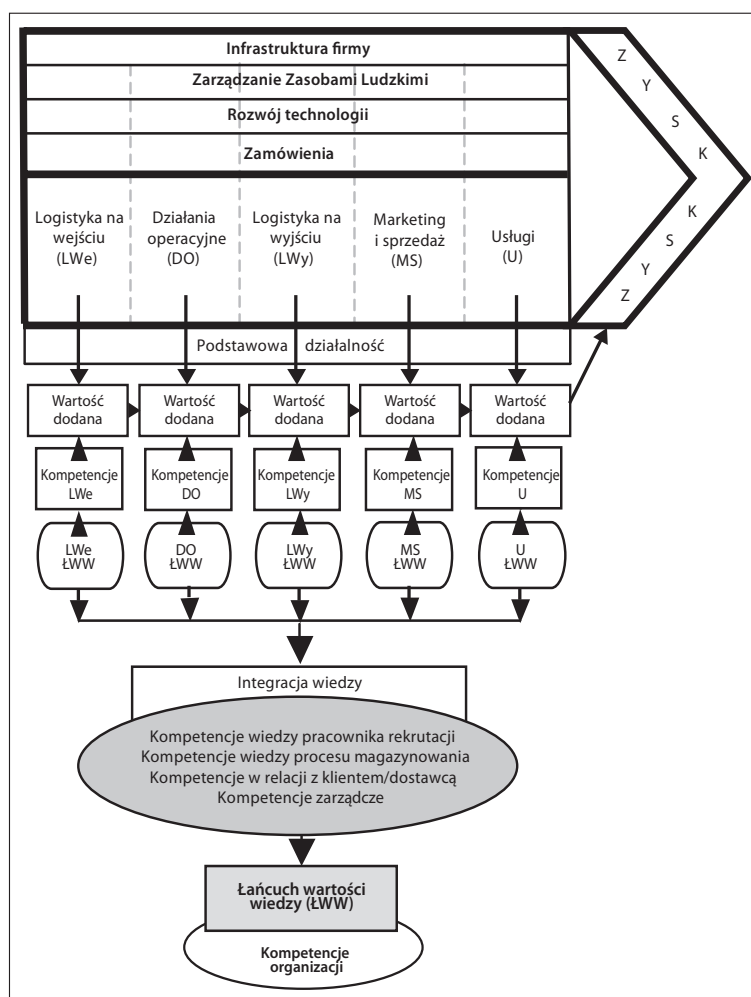 Infrastruktura firmy
Zarządzanie Zasobami Ludzkimi
Rozwój technologii
Zamówienia
Logistyka na
wejściu
(LWe)
Działania
operacyjne
(DO)
Logistyka na
wyjściu
(LWy)
Marketing
i sprzedaż
(MS)
Usługi
(U)
Z Y S K
K S Y Z
Podstawowa działalność
Wartość
dodana
Wartość
dodana
Wartość
dodana
Wartość
dodana
Wartość
dodana
Kompetencje
LWe
Kompetencje
DO
Kompetencje
LWy
Kompetencje
MS
Kompetencje
U
LWe
ŁWW
DO
ŁWW
LWy
ŁWW
MS
ŁWW
U
ŁWW
Integracja wiedzy
Kompetencje wiedzy pracownika rekrutacji
Kompetencje wiedzy procesu magazynowania
Kompetencje w relacji z klientem/dostawcą
Kompetencje zarządcze
Łańcuch wartości
wiedzy (ŁWW)
Kompetencje
organizacji